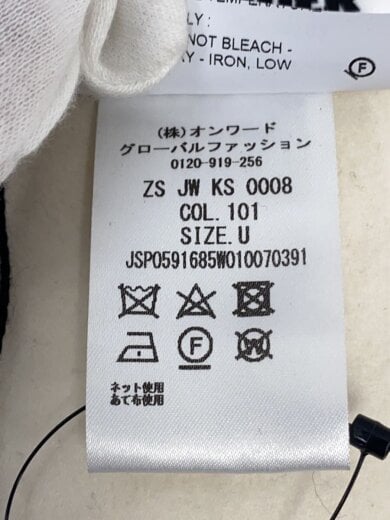 LY :
NOT BLEACH -
- IRON, LOW
F
(株)オンワード
グローバルファッション
0120-919-256
ZS JW KS 0008
COL. 101
SIZE. U
JSP0591685W010070391
F W
ネット使用
あて布使用